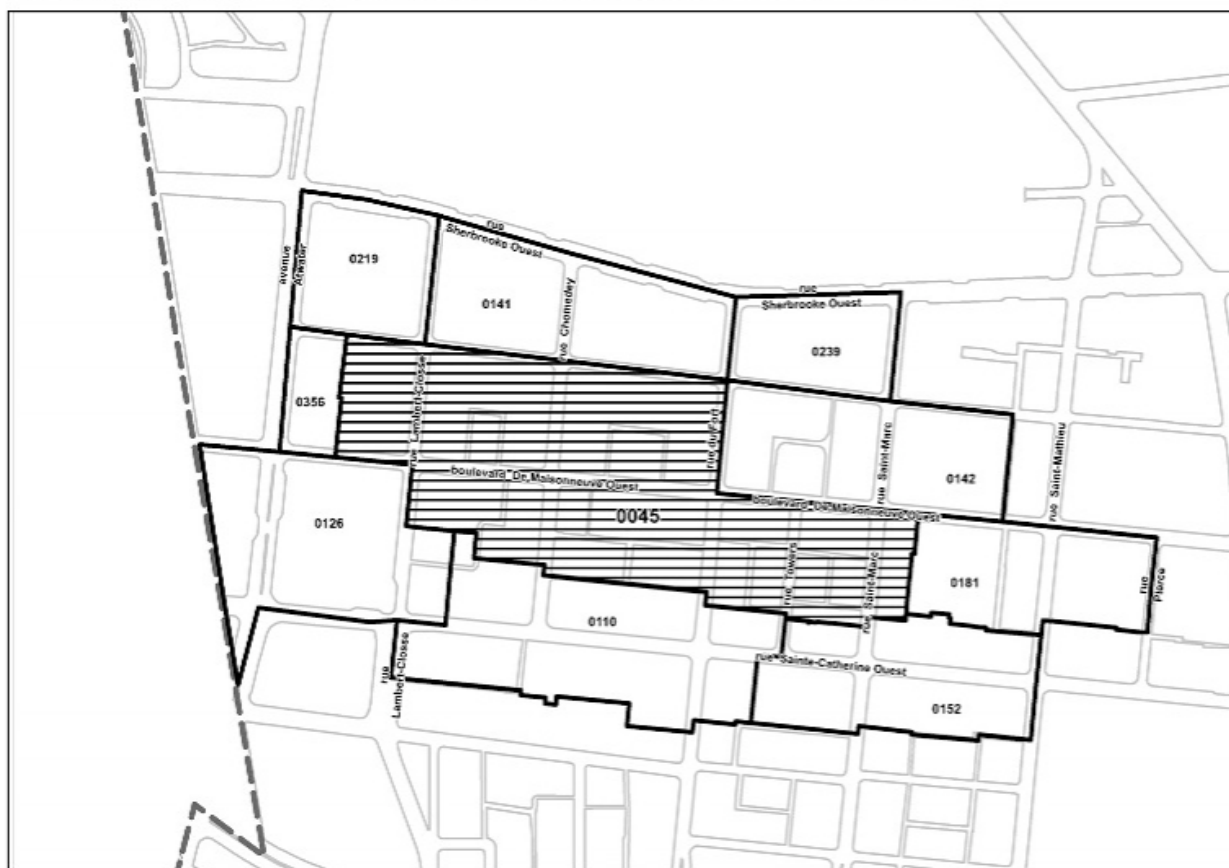 rue
Sherbrooke Ouest
avenue
Atwater
0219
0141
rue Chomedey
rue
Sherbrooke Ouest
0239
0356
rue Lambert-Closse
rue du Fort
rue Saint-Marc
0142
rue Saint-Mathieu
boulevard De Maisonneuve Ouest
boulevard De Maisonneuve Ouest
0126
0045
rue Towers
rue Saint-Marc
0181
rue
Pierce
0110
rue Sainte-Catherine Ouest
rue
Lambert-Closse
0152